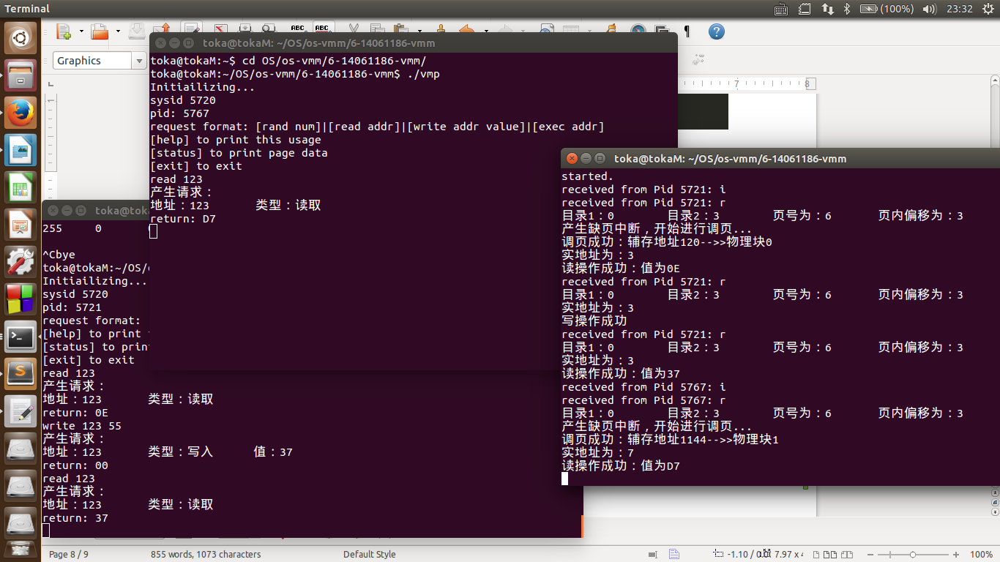 Terminal
(100%)
23:32
ABC
ABC
Graphics
7
8
1
toka@tokaM: ~/OS/os-vmm/6-14061186-vmm
toka@tokaM:~$ cd OS/os-vmm/6-14061186-vmm/
toka@tokaM:~/OS/os-vmm/6-14061186-vmm$ ./vmp
Initiailizing...
sysid 5720
pid: 5767
request format: [rand num]|[read addr]|[write addr value]|[exec addr]
[help] to print this usage
[status] to print page data
[exit] to exit
read 123
产生请求：
地址：123 类型：读取
return: D7
toka@toka
255 0
^Cbye
toka@tokaM:~/OS/
Initiailizing...
sysid 5720
pid: 5721
request format:
[help] to print
[status] to prin
[exit] to exit
read 123
产生请求：
地址：123 类型：读取
return: 0E
write 123 55
产生请求：
地址：123 类型：写入 值：37
return: 00
read 123
产生请求：
地址：123 类型：读取
return: 37
toka@tokaM: ~/OS/os-vmm/6-14061186-vmm
started.
received from Pid 5721: i
received from Pid 5721: r
目录1：0 目录2：3 页号为：6 页内偏移为：3
产生缺页中断，开始进行调页...
调页成功：辅存地址120-->>物理块0
实地址为：3
读操作成功：值为0E
received from Pid 5721: r
目录1：0 目录2：3 页号为：6 页内偏移为：3
实地址为：3
写操作成功
received from Pid 5721: r
目录1：0 目录2：3 页号为：6 页内偏移为：3
实地址为：3
读操作成功：值为37
received from Pid 5767: i
received from Pid 5767: r
目录1：0 目录2：3 页号为：6 页内偏移为：3
产生缺页中断，开始进行调页...
调页成功：辅存地址1144-->>物理块1
实地址为：7
读操作成功：值为D7
Page 8 / 9
855 words, 1073 characters
Default Style
-1.10 /
7.97 x
100%